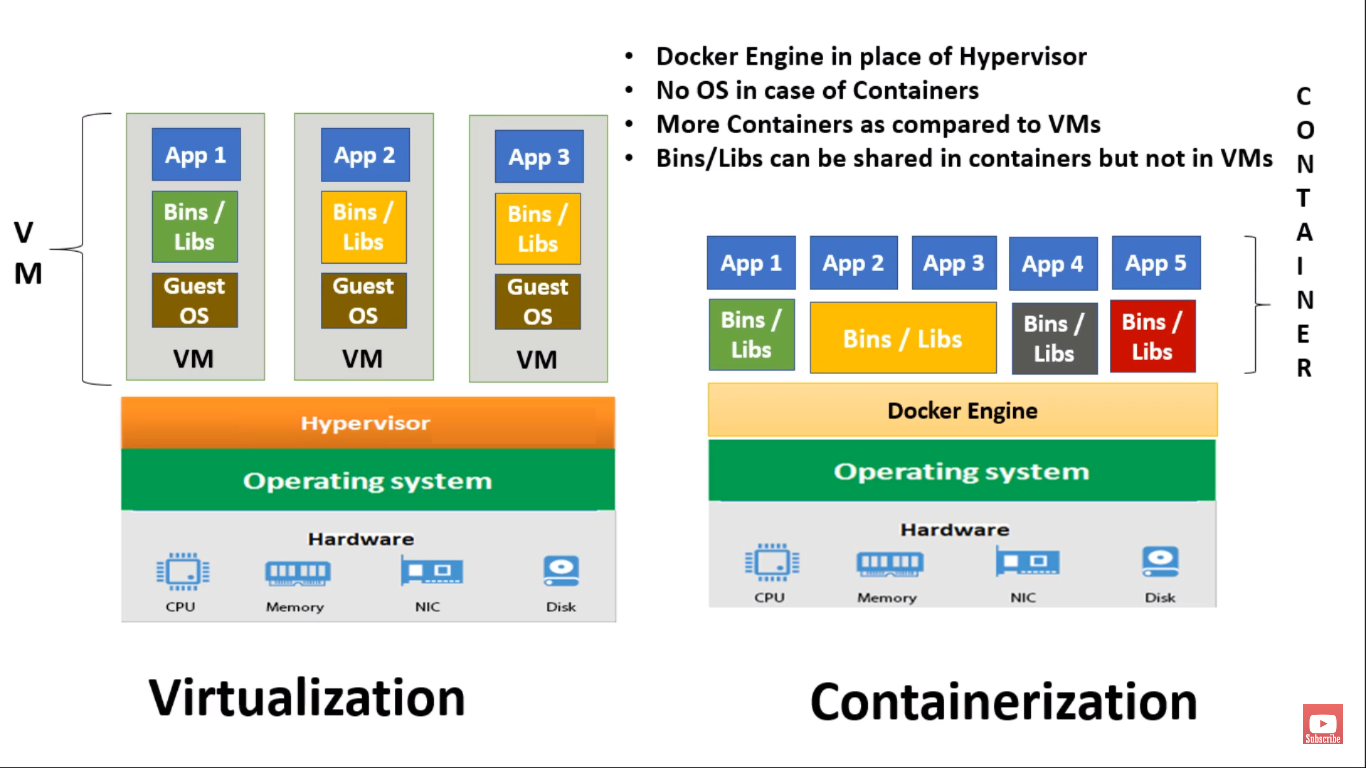 • Docker Engine in place of Hypervisor
• No OS in case of Containers
• More Containers as compared to VMs
• Bins/Libs can be shared in containers but not in VMs
VM
App 1
Bins /
Libs
Guest
OS
VM
App 2
Bins /
Libs
Guest
OS
VM
App 3
Bins /
Libs
Guest
OS
VM
Hypervisor
Operating system
Hardware
CPU
Memory
NIC
Disk
Virtualization
CONTAINER
App 1
App 2
App 3
App 4
App 5
Bins /
Libs
Bins / Libs
Bins /
Libs
Bins /
Libs
Docker Engine
Operating system
Hardware
CPU
Memory
NIC
Disk
Containerization
Subscribe